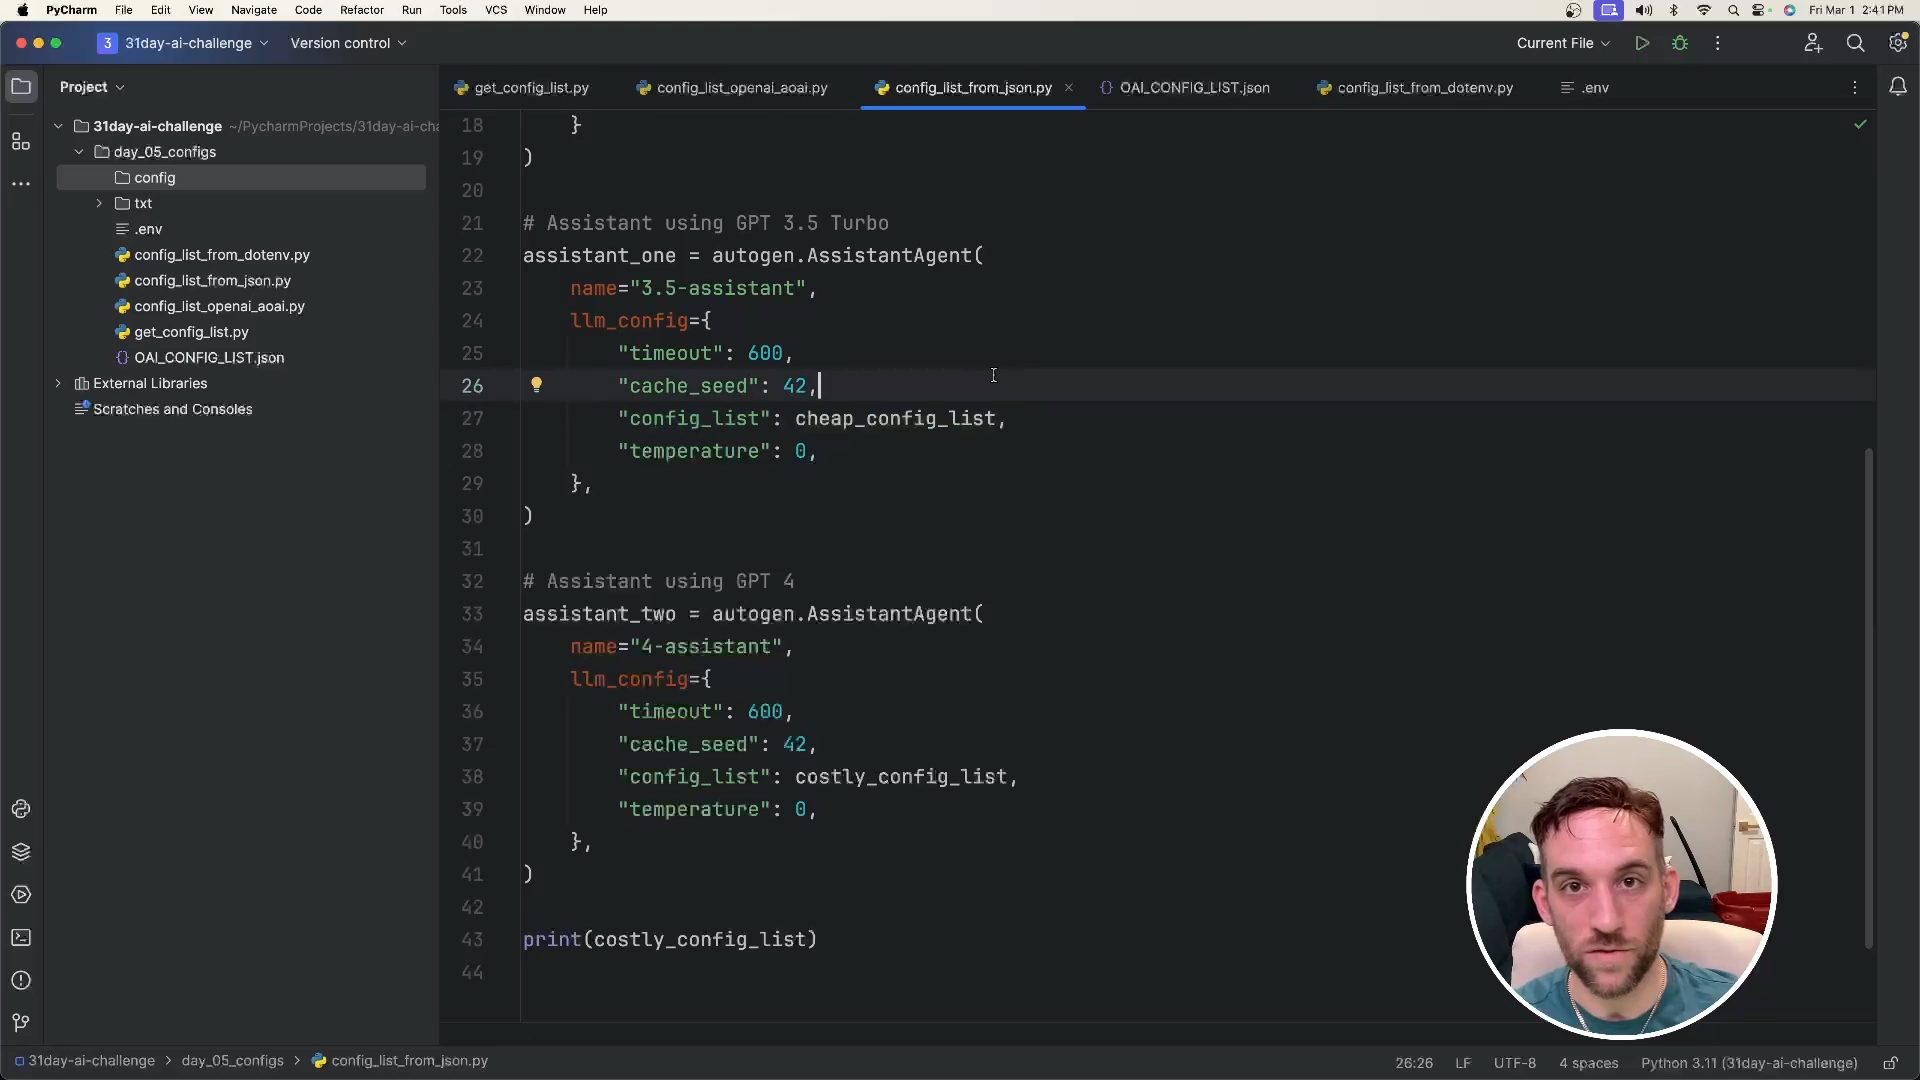 PyCharm File Edit View Navigate Code Refactor Run Tools VCS Window Help Fri Mar 1 2:41 PM
3 31day-ai-challenge Version control Current File
Project
31day-ai-challenge ~/PycharmProjects/31day-ai-cha
day_05_configs
config
txt
.env
config_list_from_dotenv.py
config_list_from_json.py
config_list_openai_aoai.py
get_config_list.py
OAI_CONFIG_LIST.json
External Libraries
Scratches and Consoles
get_config_list.py config_list_openai_aoai.py config_list_from_json.py OAI_CONFIG_LIST.json config_list_from_dotenv.py .env
18 }
19 )
20
21 # Assistant using GPT 3.5 Turbo
22 assistant_one = autogen.AssistantAgent(
23 name="3.5-assistant",
24 llm_config={
25 "timeout": 600,
26 "cache_seed": 42,
27 "config_list": cheap_config_list,
28 "temperature": 0,
29 },
30 )
31
32 # Assistant using GPT 4
33 assistant_two = autogen.AssistantAgent(
34 name="4-assistant",
35 llm_config={
36 "timeout": 600,
37 "cache_seed": 42,
38 "config_list": costly_config_list,
39 "temperature": 0,
40 },
41 )
42
43 print(costly_config_list)
44
31day-ai-challenge > day_05_configs > config_list_from_json.py 26:26 LF UTF-8 4 spaces Python 3.11 (31day-ai-challenge)